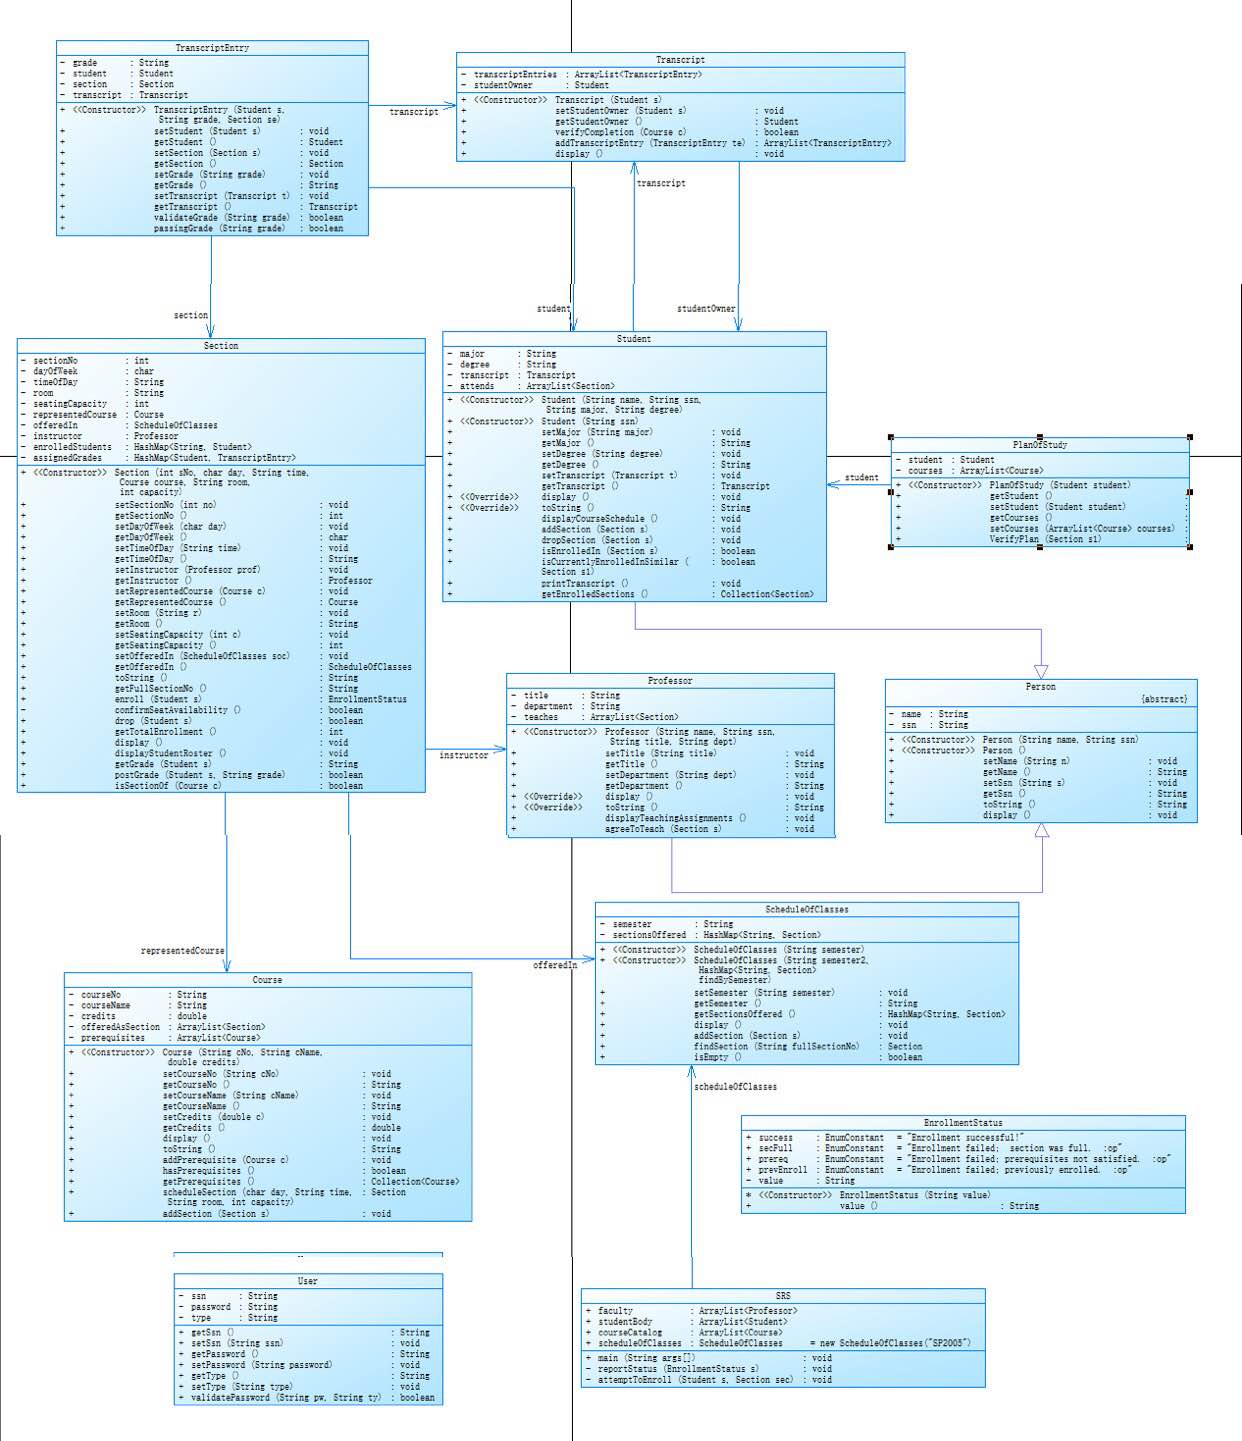 TranscriptEntry
- grade : String
- student : Student
- section : Section
- transcript : Transcript
+ <<Constructor>> TranscriptEntry (Student s,
String grade, Section se)
+ setStudent (Student s) : void
+ getStudent () : Student
+ setSection (Section s) : void
+ getSection () : Section
+ setGrade (String grade) : void
+ getGrade () : String
+ setTranscript (Transcript t) : void
+ getTranscript () : Transcript
+ validateGrade (String grade) : boolean
+ passingGrade (String grade) : boolean
transcript
Transcript
- transcriptEntries : ArrayList<TranscriptEntry>
- studentOwner : Student
+ <<Constructor>> Transcript (Student s)
+ setStudentOwner (Student s) : void
+ getStudentOwner () : Student
+ verifyCompletion (Course c) : boolean
+ addTranscriptEntry (TranscriptEntry te) : ArrayList<TranscriptEntry>
+ display () : void
transcript
section
student
studentOwner
Section
- sectionNo : int
- dayOfWeek : char
- timeOfDay : String
- room : String
- seatingCapacity : int
- representedCourse : Course
- offeredIn : ScheduleOfClasses
- instructor : Professor
- enrolledStudents : HashMap<String, Student>
- assignedGrades : HashMap<Student, TranscriptEntry>
+ <<Constructor>> Section (int sNo, char day, String time,
Course course, String room,
int capacity)
+ setSectionNo (int no) : void
+ getSectionNo () : int
+ setDayOfWeek (char day) : void
+ getDayOfWeek () : char
+ setTimeOfDay (String time) : void
+ getTimeOfDay () : String
+ setInstructor (Professor prof) : void
+ getInstructor () : Professor
+ setRepresentedCourse (Course c) : void
+ getRepresentedCourse () : Course
+ setRoom (String r) : void
+ getRoom () : String
+ setSeatingCapacity (int c) : void
+ getSeatingCapacity () : int
+ setOfferedIn (ScheduleOfClasses soc) : void
+ getOfferedIn () : ScheduleOfClasses
+ toString () : String
+ getFullSectionNo () : String
+ enroll (Student s) : EnrollmentStatus
- confirmSeatAvailability () : boolean
+ drop (Student s) : boolean
+ getTotalEnrollment () : int
+ display () : void
+ displayStudentRoster () : void
+ getGrade (Student s) : String
+ postGrade (Student s, String grade) : boolean
+ isSectionOf (Course c) : boolean
Student
- major : String
- degree : String
- transcript : Transcript
- attends : ArrayList<Section>
+ <<Constructor>> Student (String name, String ssn,
String major, String degree)
+ <<Constructor>> Student (String ssn)
+ setMajor (String major) : void
+ getMajor () : String
+ setDegree (String degree) : void
+ getDegree () : String
+ setTranscript (Transcript t) : void
+ getTranscript () : Transcript
+ <<Override>> display () : void
+ <<Override>> toString () : String
+ displayCourseSchedule () : void
+ addSection (Section s) : void
+ dropSection (Section s) : void
+ isEnrolledIn (Section s) : boolean
+ isCurrentlyEnrolledInSimilar ( : boolean
Section s1)
+ printTranscript () : void
+ getEnrolledSections () : Collection<Section>
student
PlanOfStudy
- student : Student
- courses : ArrayList<Course>
+ <<Constructor>> PlanOfStudy (Student student)
+ getStudent () :
+ setStudent (Student student) :
+ getCourses () :
+ setCourses (ArrayList<Course> courses) :
+ VerifyPlan (Section s1) :
instructor
Professor
- title : String
- department : String
- teaches : ArrayList<Section>
+ <<Constructor>> Professor (String name, String ssn,
String title, String dept)
+ setTitle (String title) : void
+ getTitle () : String
+ setDepartment (String dept) : void
+ getDepartment () : String
+ <<Override>> display () : void
+ <<Override>> toString () : String
+ displayTeachingAssignments () : void
+ agreeToTeach (Section s) : void
Person
{abstract}
- name : String
- ssn : String
+ <<Constructor>> Person (String name, String ssn)
+ <<Constructor>> Person ()
+ setName (String n) : void
+ getName () : String
+ setSsn (String s) : void
+ getSsn () : String
+ toString () : String
+ display () : void
representedCourse
offeredIn
ScheduleOfClasses
- semester : String
- sectionsOffered : HashMap<String, Section>
+ <<Constructor>> ScheduleOfClasses (String semester)
+ <<Constructor>> ScheduleOfClasses (String semester2,
HashMap<String, Section>
findBySemester)
+ setSemester (String semester) : void
+ getSemester () : String
+ getSectionsOffered () : HashMap<String, Section>
+ display () : void
+ addSection (Section s) : void
+ findSection (String fullSectionNo) : Section
+ isEmpty () : boolean
scheduleOfClasses
Course
- courseNo : String
- courseName : String
- credits : double
- offeredAsSection : ArrayList<Section>
- prerequisites : ArrayList<Course>
+ <<Constructor>> Course (String cNo, String cName,
double credits)
+ setCourseNo (String cNo) : void
+ getCourseNo () : String
+ setCourseName (String cName) : void
+ getCourseName () : String
+ setCredits (double c) : void
+ getCredits () : double
+ display () : void
+ toString () : String
+ addPrerequisite (Course c) : void
+ hasPrerequisites () : boolean
+ getPrerequisites () : Collection<Course>
+ scheduleSection (char day, String time, : Section
String room, int capacity)
+ addSection (Section s) : void
EnrollmentStatus
+ success : EnumConstant = "Enrollment successful!"
+ secFull : EnumConstant = "Enrollment failed; section was full. :op"
+ prereq : EnumConstant = "Enrollment failed; prerequisites not satisfied. :op"
+ prevEnroll : EnumConstant = "Enrollment failed; previously enrolled. :op"
- value : String
* <<Constructor>> EnrollmentStatus (String value)
+ value () : String
User
- ssn : String
- password : String
- type : String
+ getSsn () : String
+ setSsn (String ssn) : void
+ getPassword () : String
+ setPassword (String password) : void
+ getType () : String
+ setType (String type) : void
+ validatePassword (String pw, String ty) : boolean
SRS
+ faculty : ArrayList<Professor>
+ studentBody : ArrayList<Student>
+ courseCatalog : ArrayList<Course>
+ scheduleOfClasses : ScheduleOfClasses = new ScheduleOfClasses("SP2005")
+ main (String args[]) : void
- reportStatus (EnrollmentStatus s) : void
- attemptToEnroll (Student s, Section sec) : void